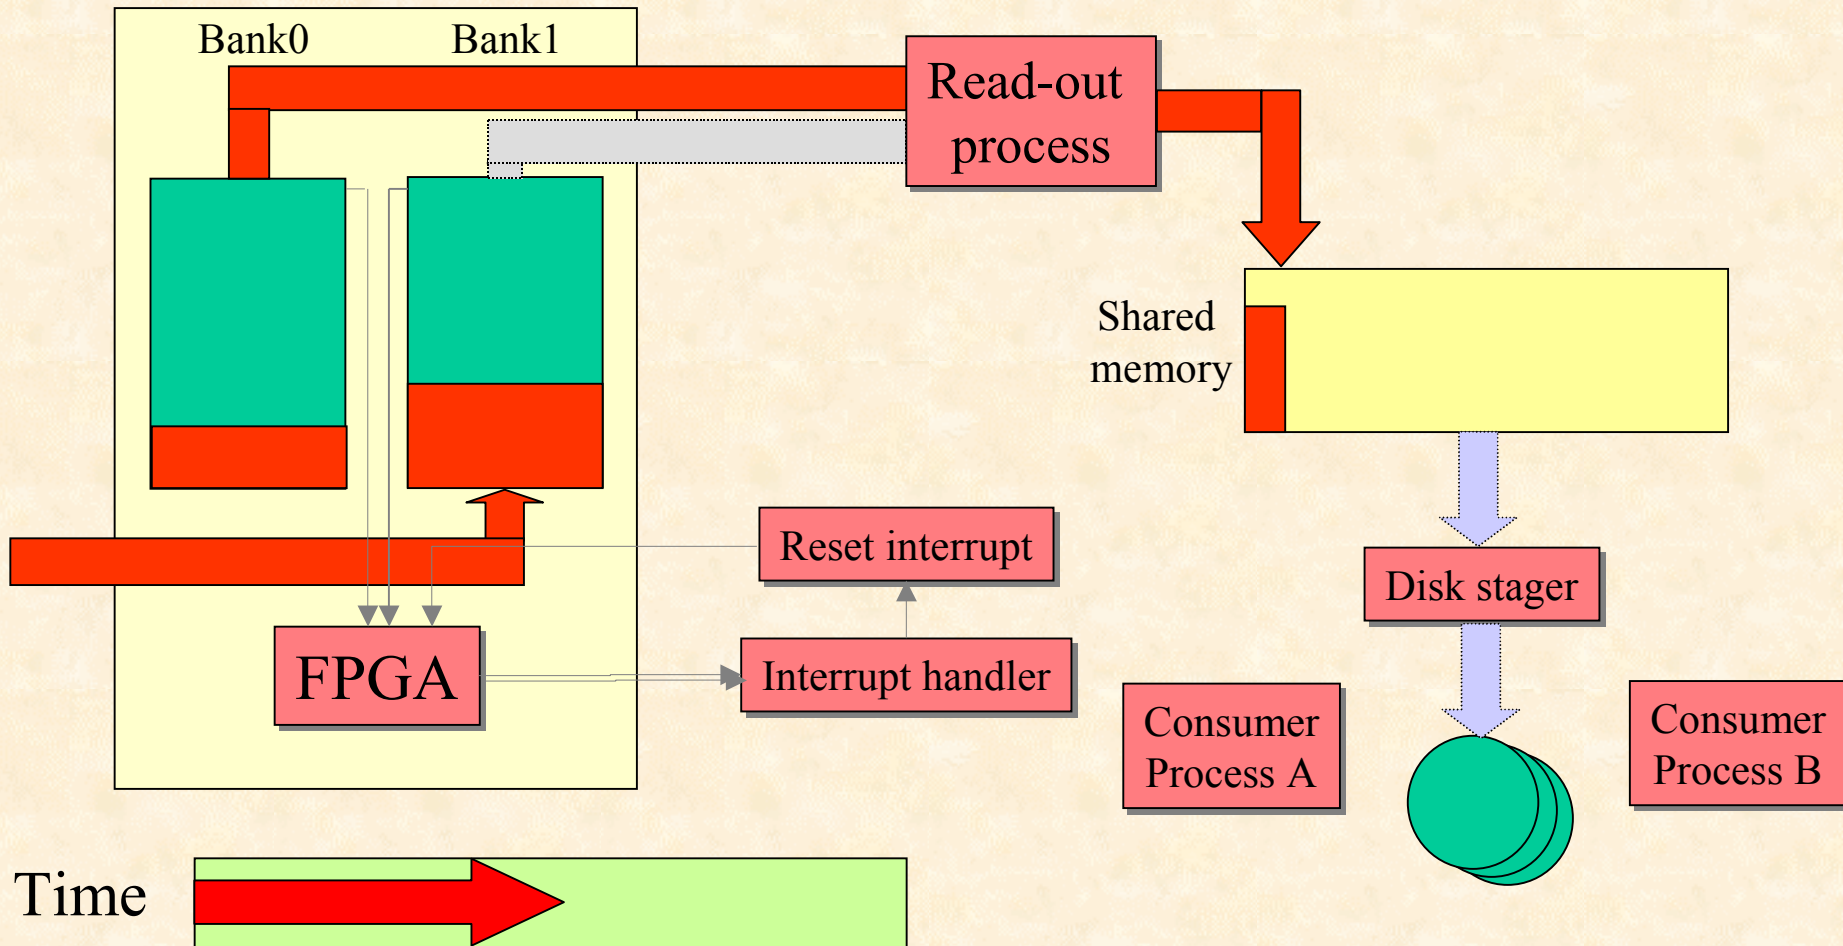 Bank0
Bank1
Read-out
process
Shared
memory
Reset interrupt
Disk stager
FPGA
Interrupt handler
Consumer
Process A
Consumer
Process B
Time